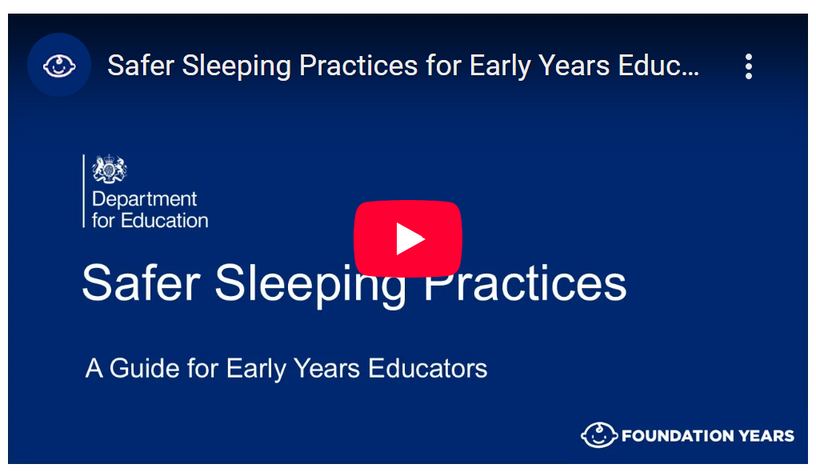 Safer Sleeping Practices for Early Years Educ...
Department
for Education
Safer Sleeping Practices
A Guide for Early Years Educators
FOUNDATION YEARS